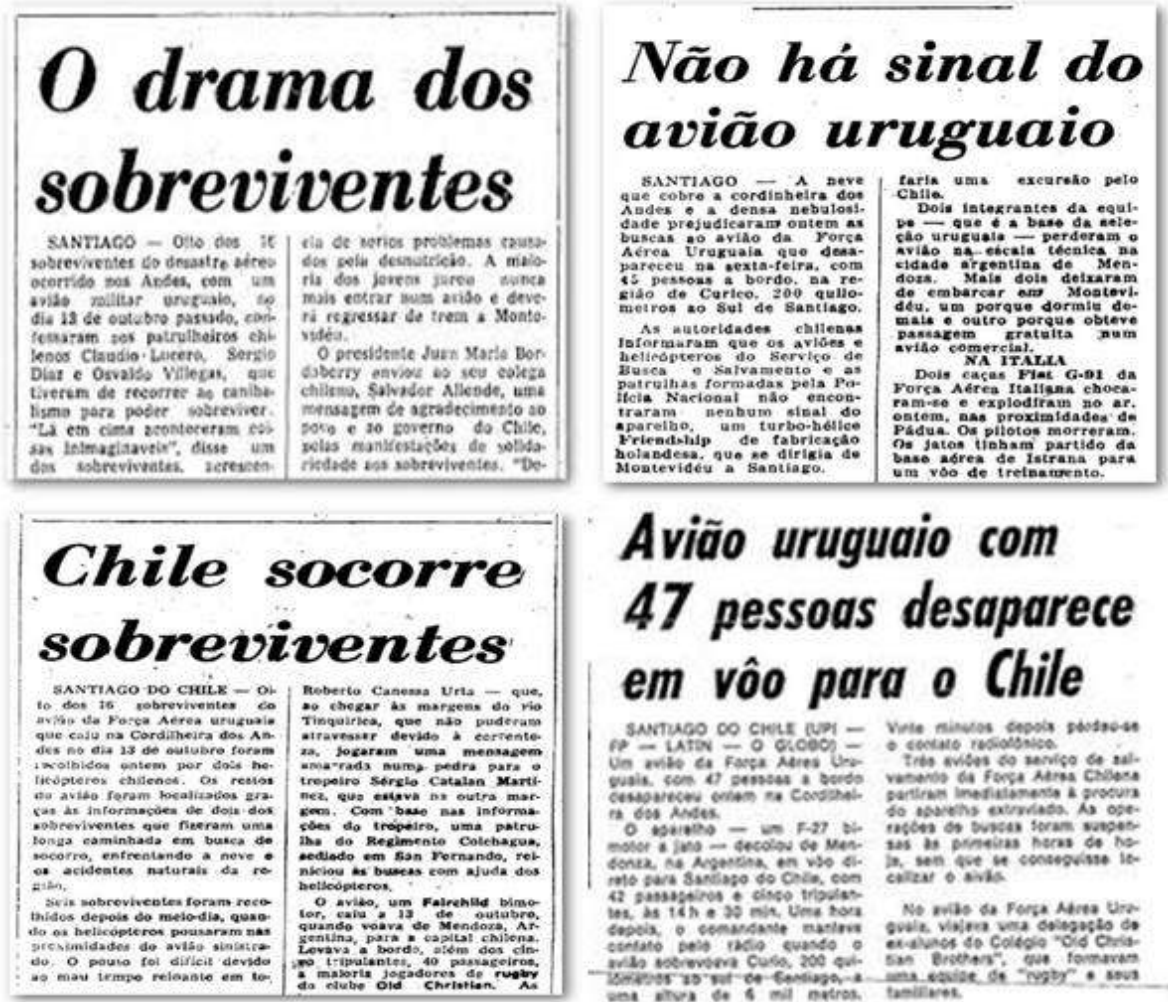 O drama dos
sobreviventes
SANTIAGO — Oito dos 16
sobreviventes do desastre aéreo
ocorrido nos Andes, com um
avião militar uruguaio, no
dia 13 de outubro passado, con-
fessaram aos patrulheiros chi-
lenos Claudio Lucero, Sergio
Diaz e Osvaldo Villegas, que
tiveram de recorrer ao caniba-
lismo para poder sobreviver.
"Lá em cima aconteceram coi-
sas inimagináveis", disse um
dos sobreviventes, acrescen-
cia de serios problemas causa-
dos pela desnutrição. A maio-
ria dos jovens jurou nunca
mais entrar num avião e deve-
rá regressar de trem a Monte-
vidéu.
O presidente Juan Maria Bor-
daberry enviou ao seu colega
chileno, Salvador Allende, uma
mensagem de agradecimento ao
povo e ao governo do Chile,
pelas manifestações de solida-
riedade aos sobreviventes. "De-
Não há sinal do
avião uruguaio
SANTIAGO — A neve
que cobre a cordinheira dos
Andes e a densa nebulosi-
dade prejudicaram ontem as
buscas ao avião da Força
Aérea Uruguaia que desa-
pareceu na sexta-feira, com
45 pessoas a bordo, na re-
gião de Curico, 200 quilo-
metros ao Sul de Santiago.
As autoridades chilenas
informaram que os aviões e
helicópteros do Serviço de
Busca e Salvamento e as
patrulhas formadas pela Po-
lícia Nacional não encon-
traram nenhum sinal do
aparelho, um turbo-hélice
Friendship de fabricação
holandesa, que se dirigia de
Montevidéu a Santiago.
faria uma excursão pelo
Chile.
Dois integrantes da equi-
pe — que é a base da sele-
ção uruguaia — perderam o
avião na escala técnica na
cidade argentina de Men-
doza. Mais dois deixaram
de embarcar em Montevi-
déu, um porque dormiu de-
mais e outro porque obteve
passagem gratuita num
avião comercial.
NA ITALIA
Dois caças Fiat G-91 da
Força Aérea Italiana choca-
ram-se e explodiram no ar,
ontem, nas proximidades de
Pádua. Os pilotos morreram.
Os jatos tinham partido da
base aérea de Istrana para
um vôo de treinamento.
Chile socorre
sobreviventes
SANTIAGO DO CHILE — Oi-
to dos 16 sobreviventes do
avião da Força Aérea uruguaia
que caiu na Cordilheira dos An-
des no dia 13 de outubro foram
recolhidos ontem por dois he-
licópteros chilenos. Os restos
do avião foram localizados gra-
ças às informações de dois dos
sobreviventes que fizeram uma
longa caminhada em busca de
socorro, enfrentando a neve e
os acidentes naturais da re-
gião.
Seis sobreviventes foram reco-
lhidos depois do meio-dia, quan-
do os helicópteros pousaram nas
proximidades do avião sinistra-
do. O pouso foi difícil devido
ao mau tempo reinante em to-
Roberto Canessa Urta — que,
ao chegar às margens do rio
Tinquirica, que não puderam
atravessar devido à corrente-
za, jogaram uma mensagem
amarrada numa pedra para o
tropeiro Sérgio Catalan Marti-
nez, que estava na outra mar-
gem. Com base nas informa-
ções do tropeiro, uma patru-
lha do Regimento Colchagua,
sediado em San Fernando, rei-
niciou as buscas com ajuda dos
helicópteros.
O avião, um Fairchild bimo-
tor, caiu a 13 de outubro,
quando voava de Mendoza, Ar-
gentina, para a capital chilena.
Levava a bordo, além dos cin-
co tripulantes, 40 passageiros,
a maioria jogadores de rugby
do clube Old Christian. As
Avião uruguaio com
47 pessoas desaparece
em vôo para o Chile
SANTIAGO DO CHILE (UPI —
FP — LATIN — O GLOBO) —
Um avião da Força Aérea Uru-
guaia, com 47 pessoas a bordo
desapareceu ontem na Cordilhei-
ra dos Andes.
O aparelho — um F-27 bi-
motor a jato — decolou de Men-
donza, na Argentina, em vôo di-
reto para Santiago do Chile, com
42 passageiros e cinco tripulan-
tes, às 14h e 30 min. Uma hora
depois, o comandante manteve
contato pelo rádio quando o
avião sobrevoava Curio, 200 qui-
lômetros ao sul de Santiago, a
uma altura de 6 mil metros.
Vinte minutos depois perdeu-se
o contato radiofônico.
Três aviões do serviço de sal-
vamento da Força Aérea Chilena
partiram imediatamente à procura
do aparelho extraviado. As ope-
rações de buscas foram suspen-
sas às primeiras horas de ho-
je, sem que se conseguisse lo-
calizar o avião.
No avião da Força Aérea Uru-
guaia, viajava uma delegação de
ex-alunos do Colégio "Old Chris-
tian Brothers", que formavam
uma equipe de "rugby" e seus
familiares.